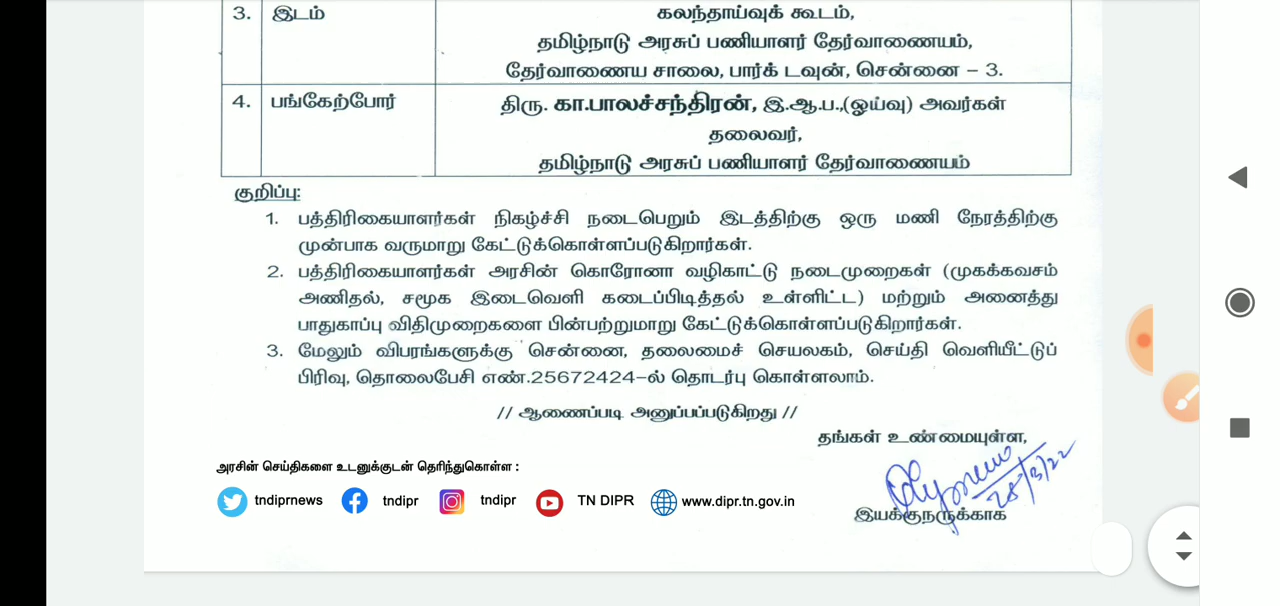 3. இடம் கலந்தாய்வுக் கூடம்,
தமிழ்நாடு அரசுப் பணியாளர் தேர்வாணையம்,
தேர்வாணைய சாலை, பார்க் டவுன், சென்னை – 3.
4. பங்கேற்போர் திரு. கா.பாலச்சந்திரன், இ.ஆ.ப.,(ஓய்வு) அவர்கள்
தலைவர்,
தமிழ்நாடு அரசுப் பணியாளர் தேர்வாணையம்
குறிப்பு:
1. பத்திரிகையாளர்கள் நிகழ்ச்சி நடைபெறும் இடத்திற்கு ஒரு மணி நேரத்திற்கு
முன்பாக வருமாறு கேட்டுக்கொள்ளப்படுகிறார்கள்.
2. பத்திரிகையாளர்கள் அரசின் கொரோனா வழிகாட்டு நடைமுறைகள் (முகக்கவசம்
அணிதல், சமூக இடைவெளி கடைப்பிடித்தல் உள்ளிட்ட) மற்றும் அனைத்து
பாதுகாப்பு விதிமுறைகளை பின்பற்றுமாறு கேட்டுக்கொள்ளப்படுகிறார்கள்.
3. மேலும் விபரங்களுக்கு சென்னை, தலைமைச் செயலகம், செய்தி வெளியீட்டுப்
பிரிவு, தொலைபேசி எண்.25672424–ல் தொடர்பு கொள்ளலாம்.
// ஆணைப்படி அனுப்பப்படுகிறது //
தங்கள் உண்மையுள்ள,
28/3/22
இயக்குநருக்காக
அரசின் செய்திகளை உடனுக்குடன் தெரிந்துகொள்ள :
tndiprnews tndipr tndipr TN DIPR www.dipr.tn.gov.in